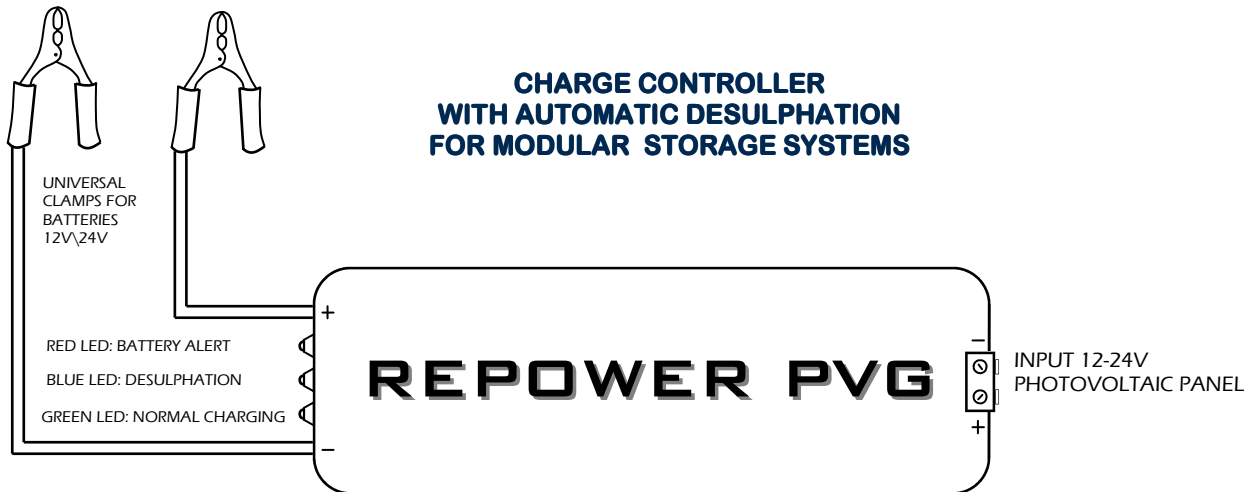 CHARGE CONTROLLER
WITH AUTOMATIC DESULPHATION
FOR MODULAR STORAGE SYSTEMS
UNIVERSAL
CLAMPS FOR
BATTERIES
12V\24V
+
RED LED: BATTERY ALERT
BLUE LED: DESULPHATION
GREEN LED: NORMAL CHARGING
–
REPOWER PVG
–
INPUT 12-24V
PHOTOVOLTAIC PANEL
+